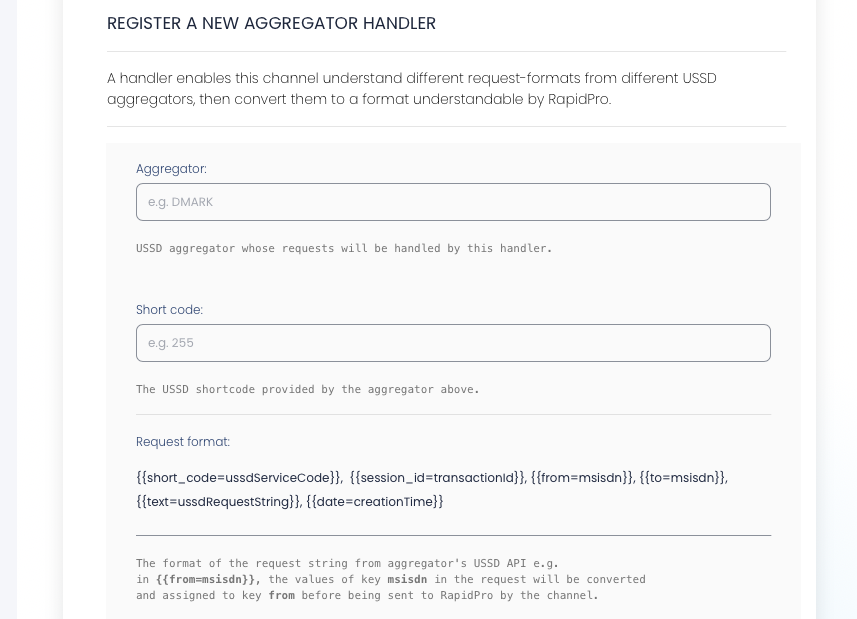 REGISTER A NEW AGGREGATOR HANDLER
A handler enables this channel understand different request-formats from different USSD
aggregators, then convert them to a format understandable by RapidPro.
Aggregator:
e.g. DMARK
USSD aggregator whose requests will be handled by this handler.
Short code:
e.g. 255
The USSD shortcode provided by the aggregator above.
Request format:
{{short_code=ussdServiceCode}}, {{session_id=transactionId}}, {{from=msisdn}}, {{to=msisdn}},
{{text=ussdRequestString}}, {{date=creationTime}}
The format of the request string from aggregator's USSD API e.g.
in {{from=msisdn}}, the values of key msisdn in the request will be converted
and assigned to key from before being sent to RapidPro by the channel.